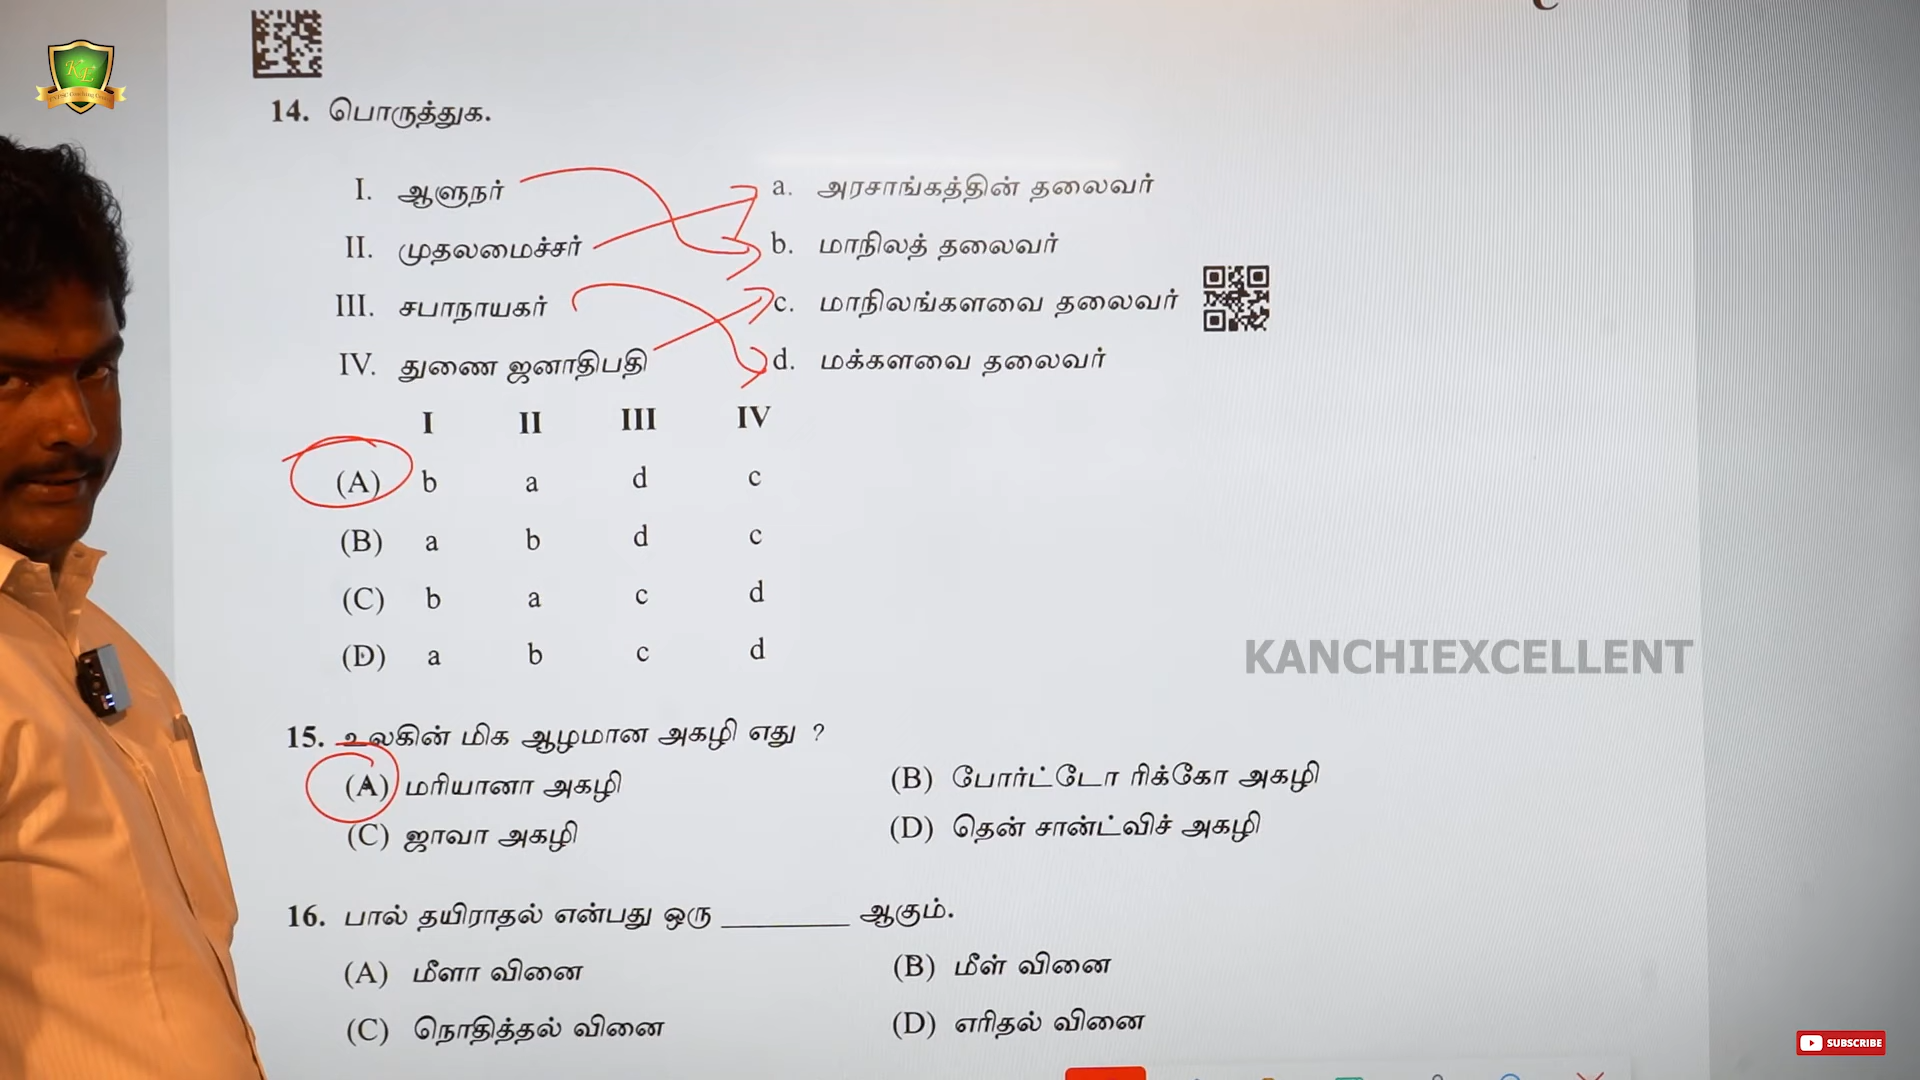 K E
14. பொருத்துக.
I. ஆளுநர் a. அரசாங்கத்தின் தலைவர்
II. முதலமைச்சர் b. மாநிலத் தலைவர்
III. சபாநாயகர் c. மாநிலங்களவை தலைவர்
IV. துணை ஜனாதிபதி d. மக்களவை தலைவர்
I II III IV
(A) b a d c
(B) a b d c
(C) b a c d
(D) a b c d
KANCHIEXCELLENT
15. உலகின் மிக ஆழமான அகழி எது ?
(A) மரியானா அகழி (B) போர்ட்டோ ரிக்கோ அகழி
(C) ஜாவா அகழி (D) தென் சான்ட்விச் அகழி
16. பால் தயிராதல் என்பது ஒரு ________ ஆகும்.
(A) மீளா வினை (B) மீள் வினை
(C) நொதித்தல் வினை (D) எரிதல் வினை
SUBSCRIBE